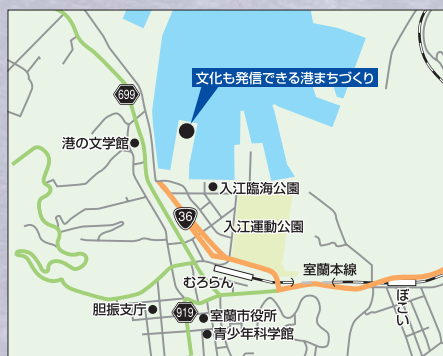 文化も発信できる港まちづくり
699
港の文学館
入江臨海公園
36
入江運動公園
室蘭本線
むろらん
ぼこい
胆振支庁
919
室蘭市役所
青少年科学館